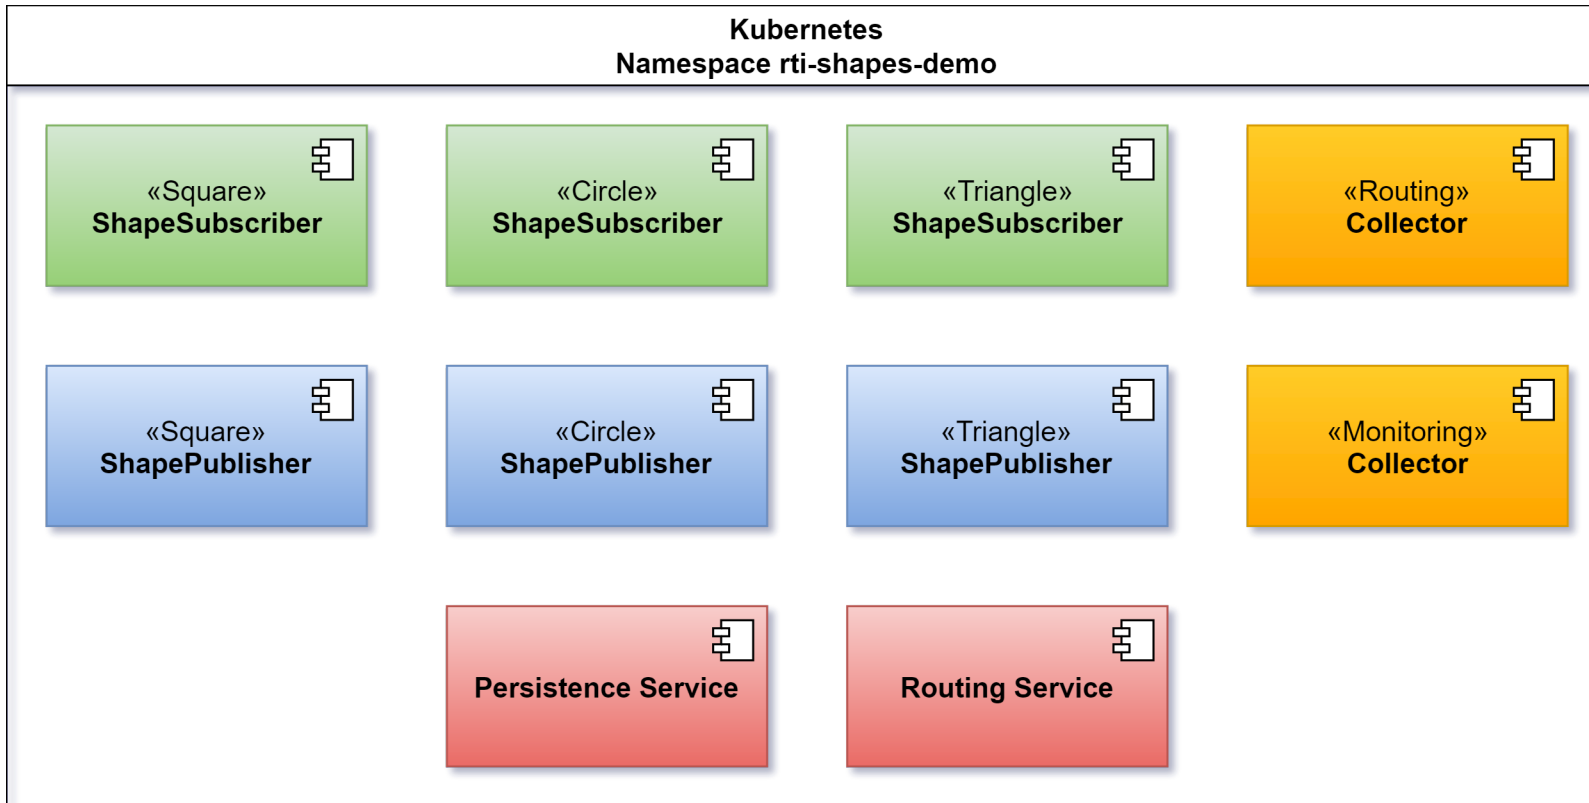 Kubernetes
Namespace rti-shapes-demo
«Square»
ShapeSubscriber
«Circle»
ShapeSubscriber
«Triangle»
ShapeSubscriber
«Routing»
Collector
«Square»
ShapePublisher
«Circle»
ShapePublisher
«Triangle»
ShapePublisher
«Monitoring»
Collector
Persistence Service
Routing Service